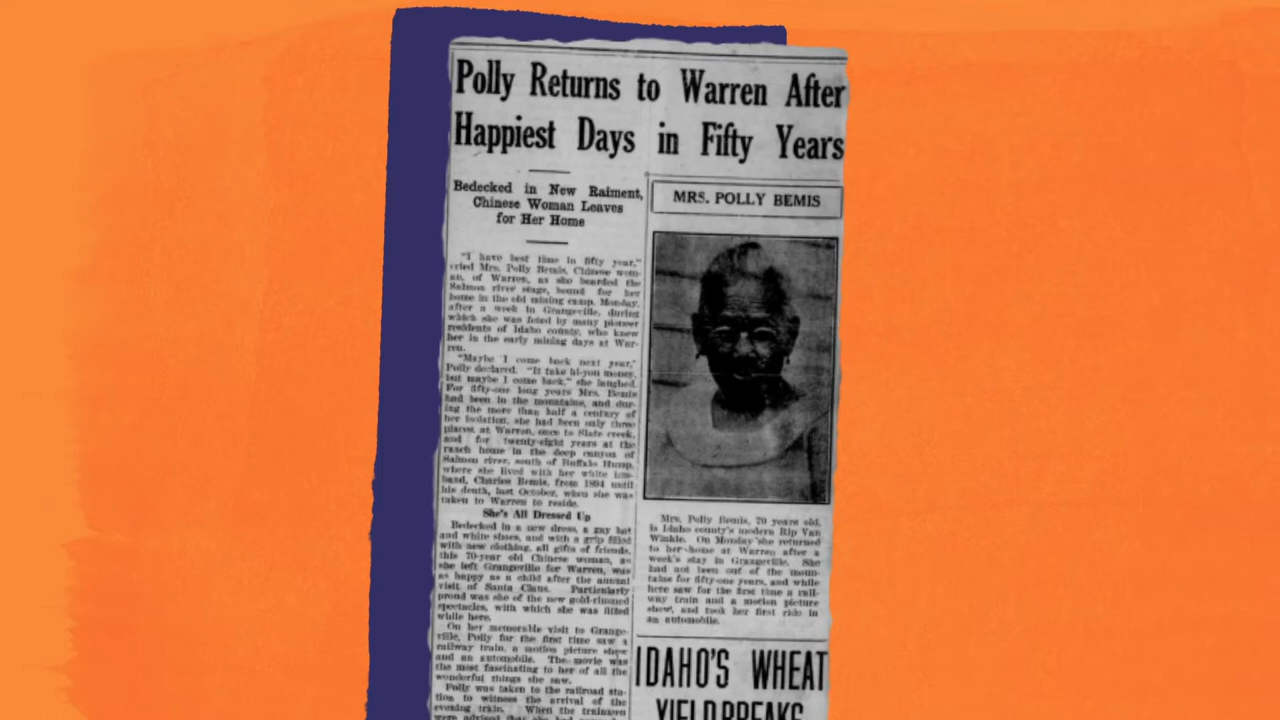 Polly Returns to Warren After
Happiest Days in Fifty Years
Bedecked in New Raiment,
Chinese Woman Leaves
for Her Home
"I have best time in fifty year,"
cried Mrs. Polly Bemis, Chinese wom-
an, of Warren, as she boarded the
Salmon river stage, bound for her
home in the old mining camp, Monday,
after a week in Grangeville, during
which she was feted by many pioneer
residents of Idaho county, who knew
her in the early mining days at War-
ren.
"Maybe I come back next year,"
Polly declared. "It take hi-you money,
but maybe I come back," she laughed.
For fifty-one long years Mrs. Bemis
had been in the mountains, and dur-
ing the more than half a century of
her isolation, she had been only three
places, at Warren, once to Slate creek,
and for twenty-eight years at the
ranch home in the deep canyon of
Salmon river, south of Buffalo Hump,
where she lived with her white hus-
band, Charles Bemis, from 1894 until
his death, last October, when she was
taken to Warren to reside.
She's All Dressed Up
Bedecked in a new dress, a gay hat
and white shoes, and with a grip filled
with new clothing, all gifts of friends,
this 70-year old Chinese woman, as
she left Grangeville for Warren, was
as happy as a child after the annual
visit of Santa Claus. Particularly
proud was she of the new gold-rimmed
spectacles, with which she was fitted
while here.
On her memorable visit to Grange-
ville, Polly for the first time saw a
railway train, a motion picture show
and an automobile. The movie was
the most fascinating to her of all the
wonderful things she saw.
Polly was taken to the railroad sta-
tion to witness the arrival of the
evening train. When the trainmen
were advised that she had
MRS. POLLY BEMIS
Mrs. Polly Bemis, 70 years old,
is Idaho county's modern Rip Van
Winkle. On Monday she returned
to her home at Warren after a
week's stay in Grangeville. She
had not been out of the moun-
tains for fifty-one years, and while
here saw for the first time a rail-
way train and a motion picture
show, and took her first ride in
an automobile.
IDAHO'S WHEAT
YIELD BREAKS